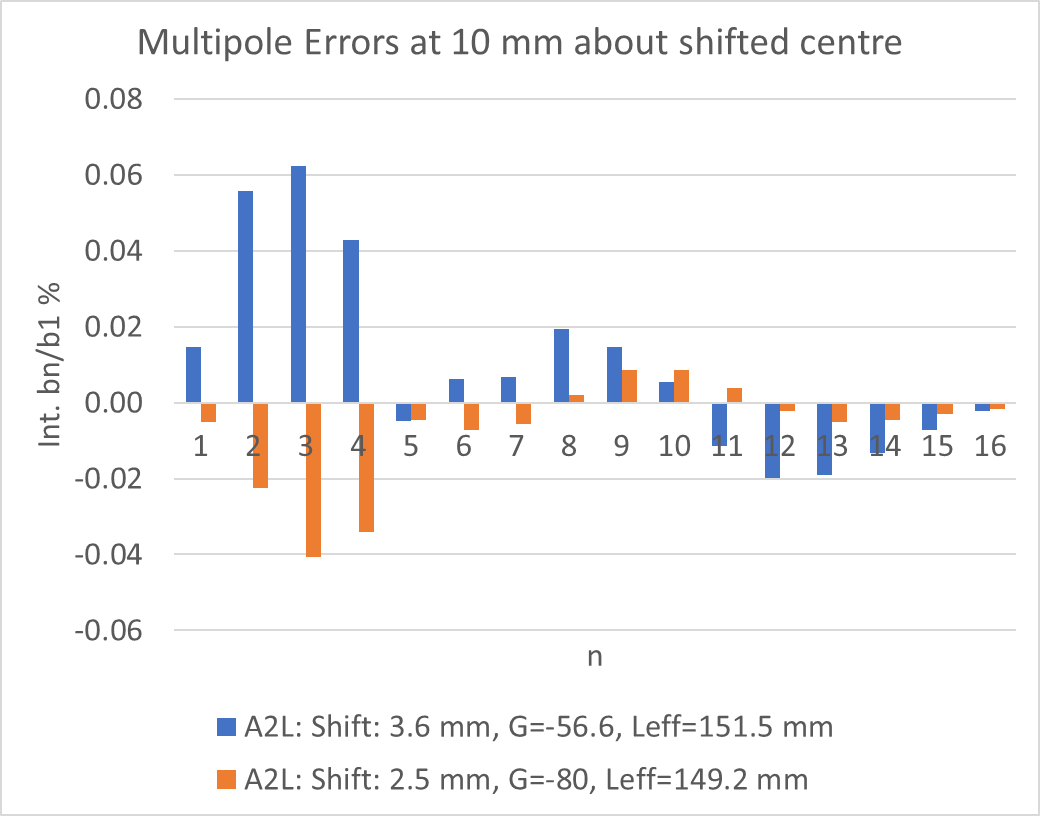 Multipole Errors at 10 mm about shifted centre
0.08
0.06
0.04
0.02
0.00
-0.02
-0.04
-0.06
Int. bn/b1 %
1 2 3 4 5 6 7 8 9 10 11 12 13 14 15 16
n
A2L: Shift: 3.6 mm, G=-56.6, Leff=151.5 mm
A2L: Shift: 2.5 mm, G=-80, Leff=149.2 mm